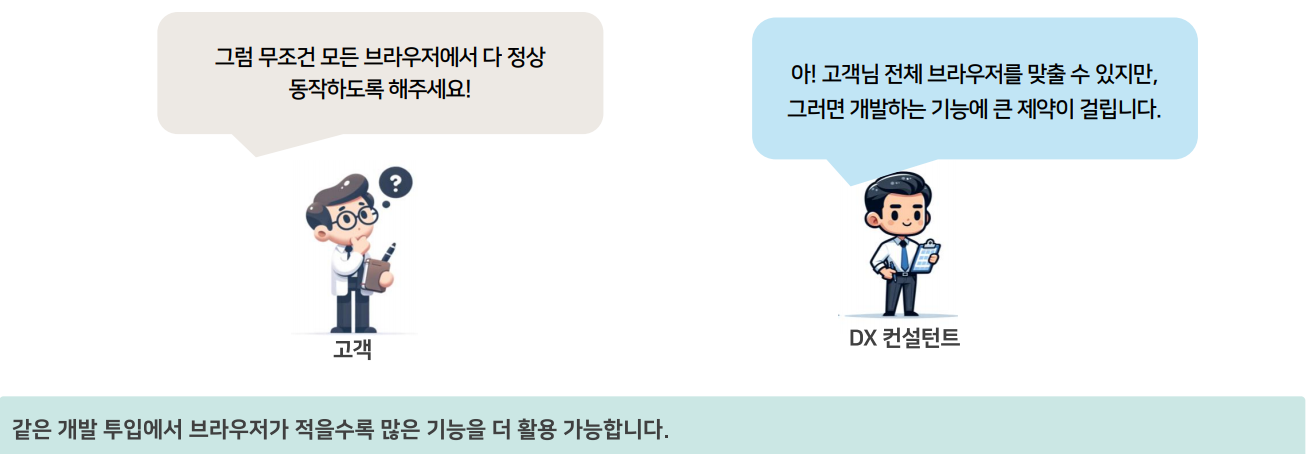 그럼 무조건 모든 브라우저에서 다 정상
동작하도록 해주세요!
아! 고객님 전체 브라우저를 맞출 수 있지만,
그러면 개발하는 기능에 큰 제약이 걸립니다.
?
고객
DX 컨설턴트
같은 개발 투입에서 브라우저가 적을수록 많은 기능을 더 활용 가능합니다.